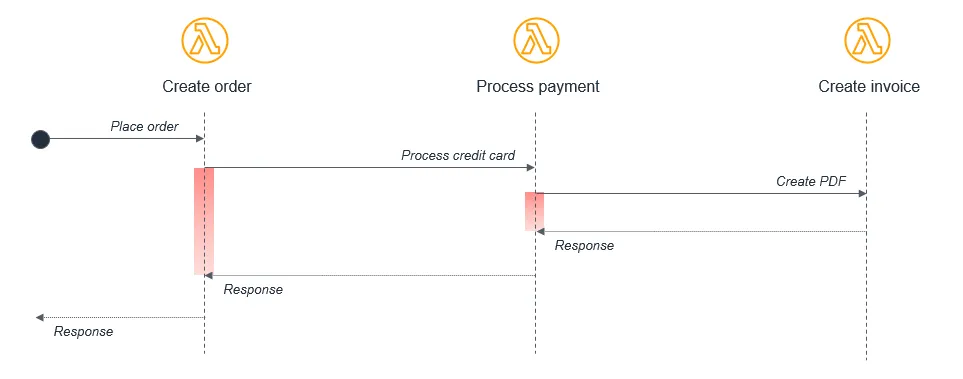 Create order
Process payment
Create invoice
Place order
Process credit card
Create PDF
Response
Response
Response